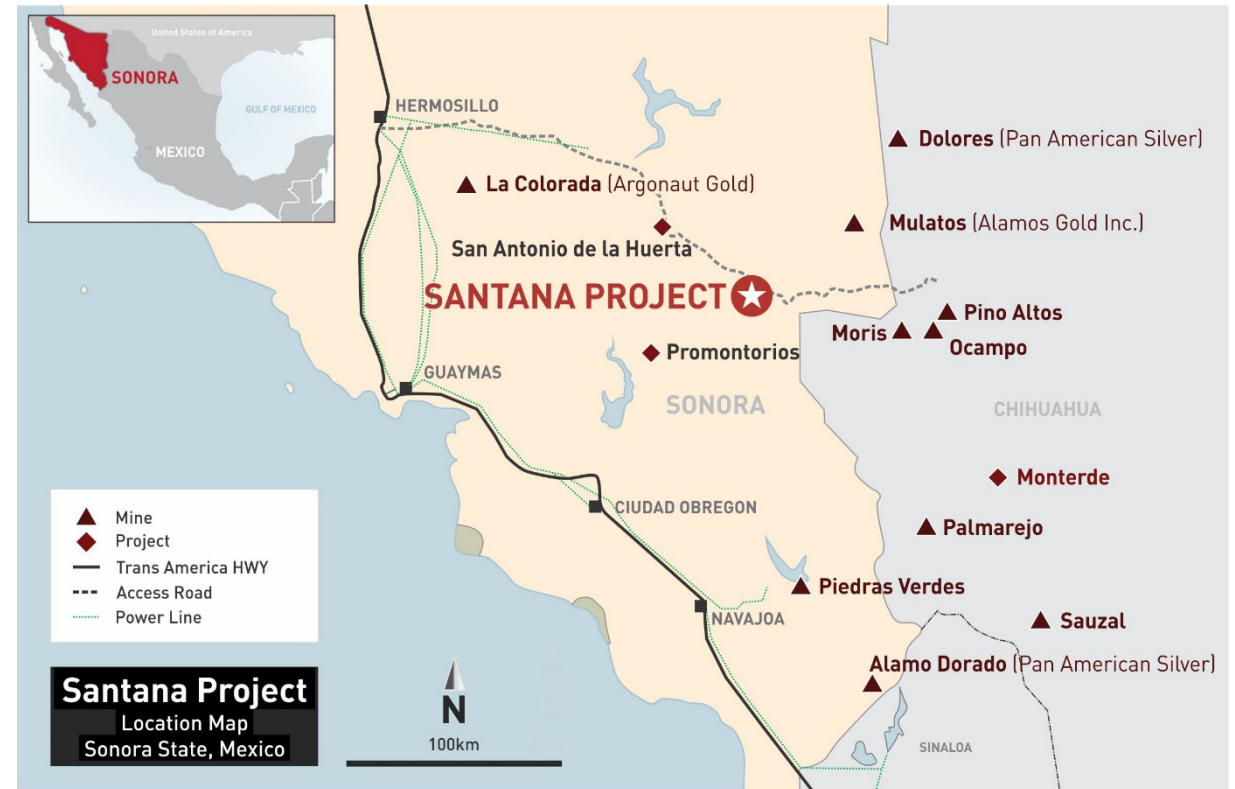 United States of America
SONORA
GULF OF MEXICO
MEXICO
HERMOSILLO
Dolores (Pan American Silver)
La Colorada (Argonaut Gold)
Mulatos (Alamos Gold Inc.)
San Antonio de la Huerta
SANTANA PROJECT
Pino Altos
Moris
Ocampo
Promontorios
GUAYMAS
SONORA
CHIHUAHUA
Monterde
CIUDAD OBREGON
Palmarejo
Piedras Verdes
NAVAJOA
Sauzal
Alamo Dorado (Pan American Silver)
SINALOA
Mine
Project
Trans America HWY
Access Road
Power Line
Santana Project
Location Map
Sonora State, Mexico
N
100km